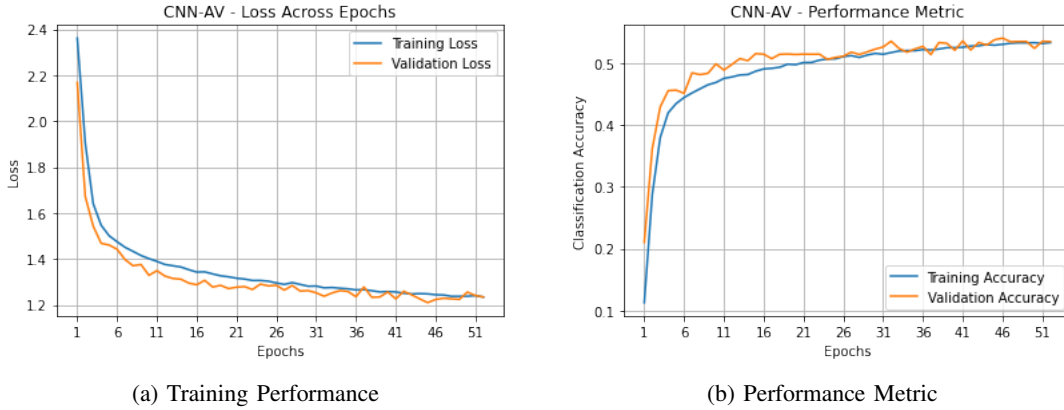 CNN-AV - Loss Across Epochs
2.4
2.2
2.0
1.8
1.6
1.4
1.2
Loss
Training Loss
Validation Loss
1 6 11 16 21 26 31 36 41 46 51
Epochs
(a) Training Performance
CNN-AV - Performance Metric
0.5
0.4
0.3
0.2
0.1
Classification Accuracy
Training Accuracy
Validation Accuracy
1 6 11 16 21 26 31 36 41 46 51
Epochs
(b) Performance Metric